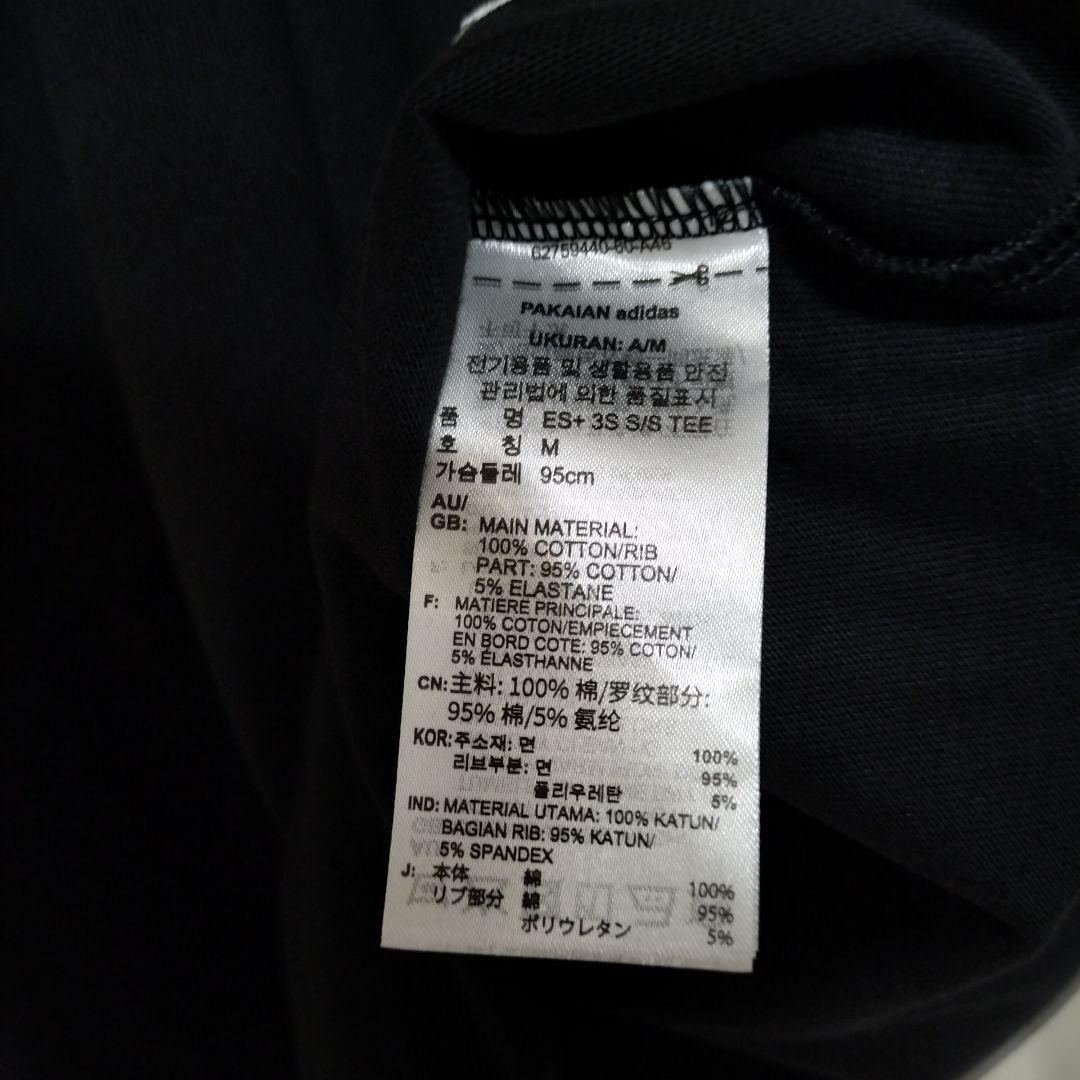 62759440-60-A46
PAKAIAN adidas
UKURAN: A/M
전기용품 및 생활용품 안전
관리법에 의한 품질표시
품 명 ES+ 3S S/S TEE
호 칭 M
가슴둘레 95cm
AU/
GB: MAIN MATERIAL:
100% COTTON/RIB
PART: 95% COTTON/
5% ELASTANE
F: MATIERE PRINCIPALE:
100% COTON/EMPIECEMENT
EN BORD COTE: 95% COTON/
5% ÉLASTHANNE
CN:主料: 100% 棉/罗纹部分:
95% 棉/5% 氨纶
KOR:주소재: 면 100%
리브부분: 면 95%
폴리우레탄 5%
IND: MATERIAL UTAMA: 100% KATUN/
BAGIAN RIB: 95% KATUN/
5% SPANDEX
J: 本体 綿 100%
リブ部分 綿 95%
ポリウレタン 5%